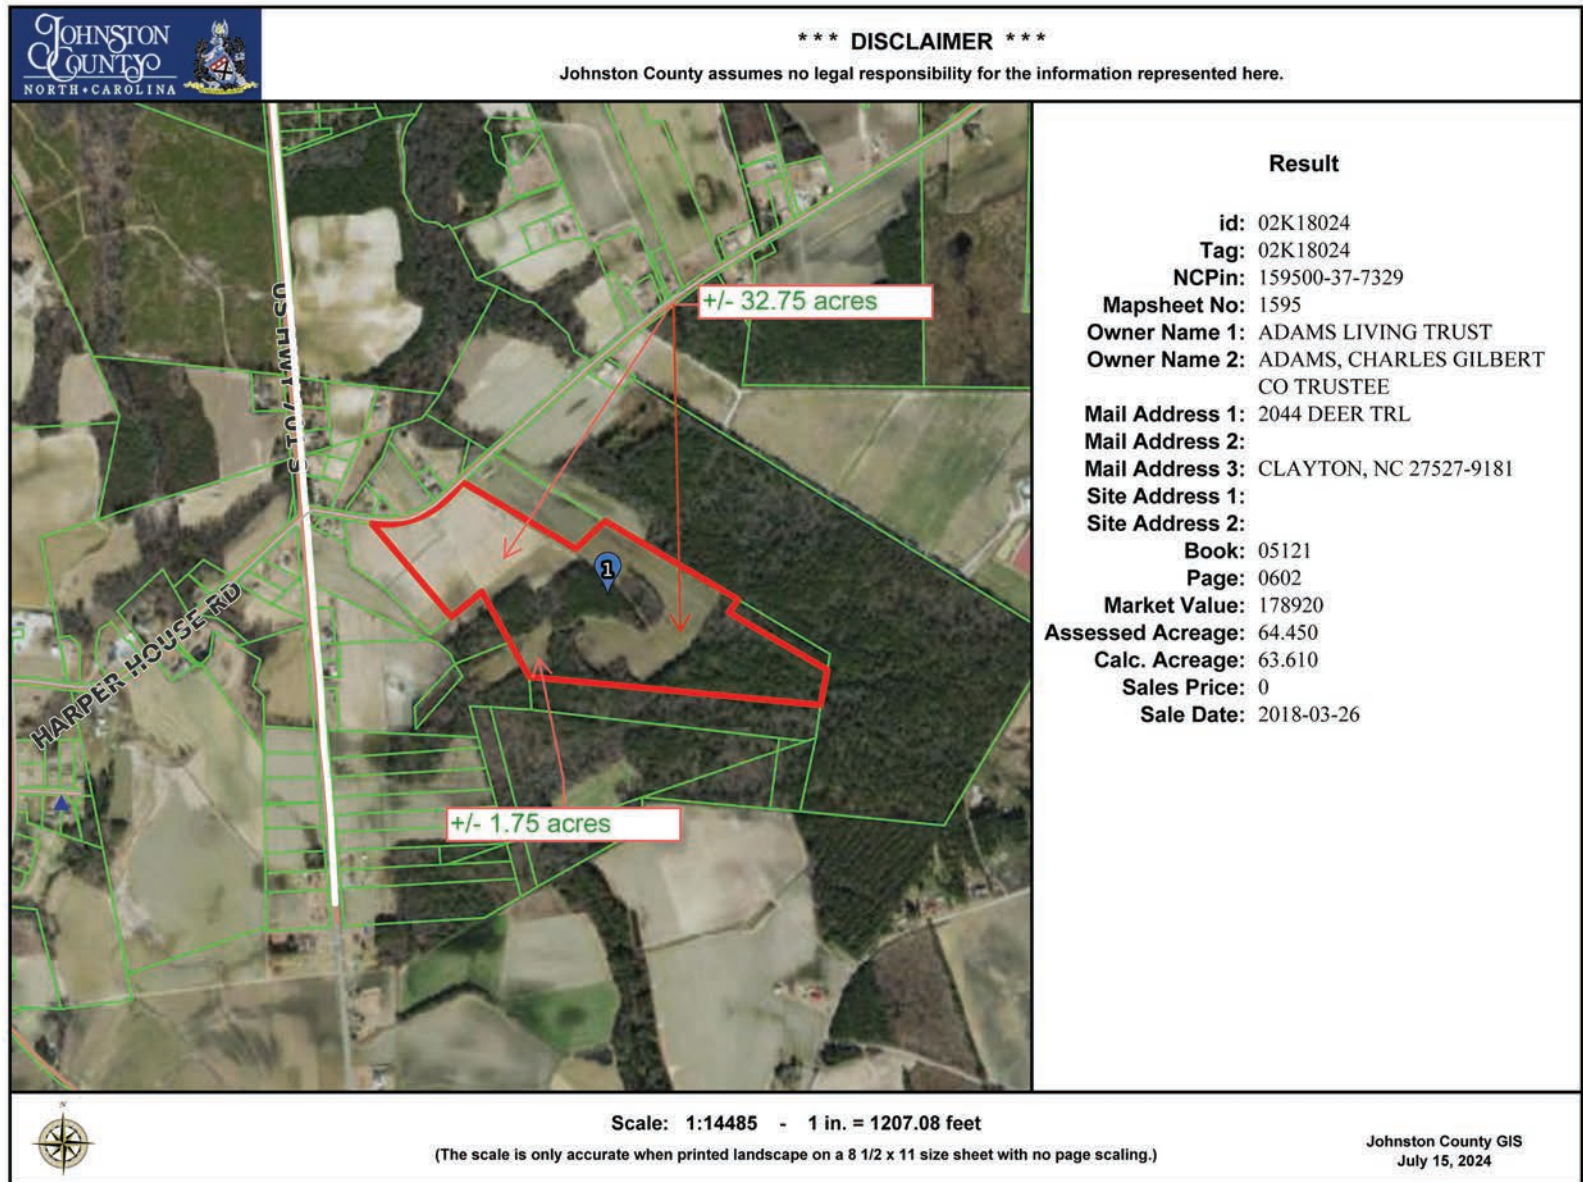 JOHNSTON
COUNTY
NORTH•CAROLINA
*** DISCLAIMER ***
Johnston County assumes no legal responsibility for the information represented here.
+/- 32.75 acres
US HWY 701 S
HARPER HOUSE RD
1
+/- 1.75 acres
Result
id: 02K18024
Tag: 02K18024
NCPin: 159500-37-7329
Mapsheet No: 1595
Owner Name 1: ADAMS LIVING TRUST
Owner Name 2: ADAMS, CHARLES GILBERT
CO TRUSTEE
Mail Address 1: 2044 DEER TRL
Mail Address 2:
Mail Address 3: CLAYTON, NC 27527-9181
Site Address 1:
Site Address 2:
Book: 05121
Page: 0602
Market Value: 178920
Assessed Acreage: 64.450
Calc. Acreage: 63.610
Sales Price: 0
Sale Date: 2018-03-26
N
Scale: 1:14485 - 1 in. = 1207.08 feet
(The scale is only accurate when printed landscape on a 8 1/2 x 11 size sheet with no page scaling.)
Johnston County GIS
July 15, 2024